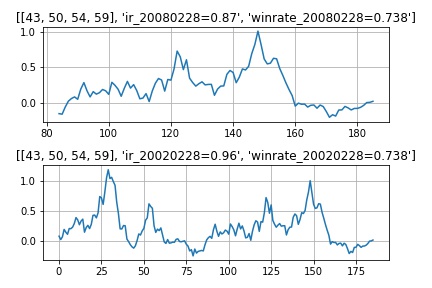 [[43, 50, 54, 59], 'ir_20080228=0.87', 'winrate_20080228=0.738']
1.0
0.5
0.0
80 100 120 140 160 180
[[43, 50, 54, 59], 'ir_20020228=0.96', 'winrate_20020228=0.738']
1.0
0.5
0.0
0 25 50 75 100 125 150 175